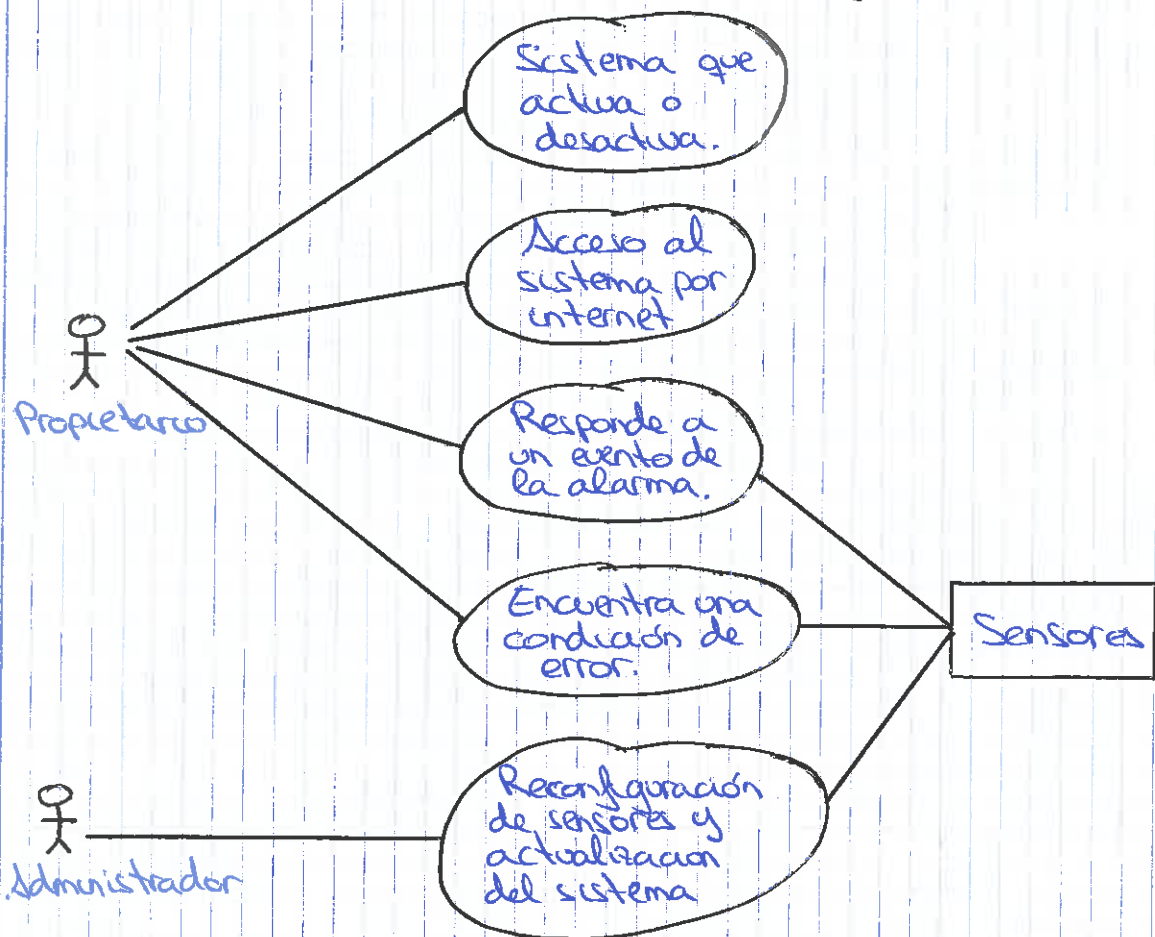 Sistema que
activa o
desactiva.
Acceso al
sistema por
internet
Propietario
Responde a
un evento de
la alarma.
Encuentra una
condición de
error.
Sensores
Administrador
Reconfiguración
de sensores y
actualización
del sistema